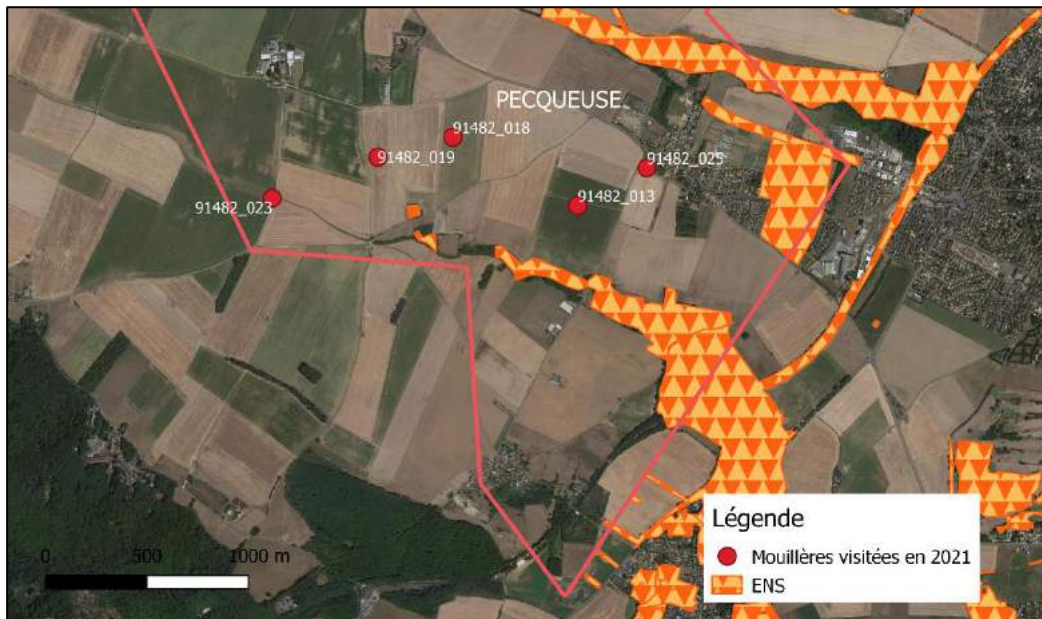 PECQUEUSE
91482_018
91482_019
91482_025
91482_023
91482_013
Légende
Mouillères visitées en 2021
ENS
0 500 1000 m